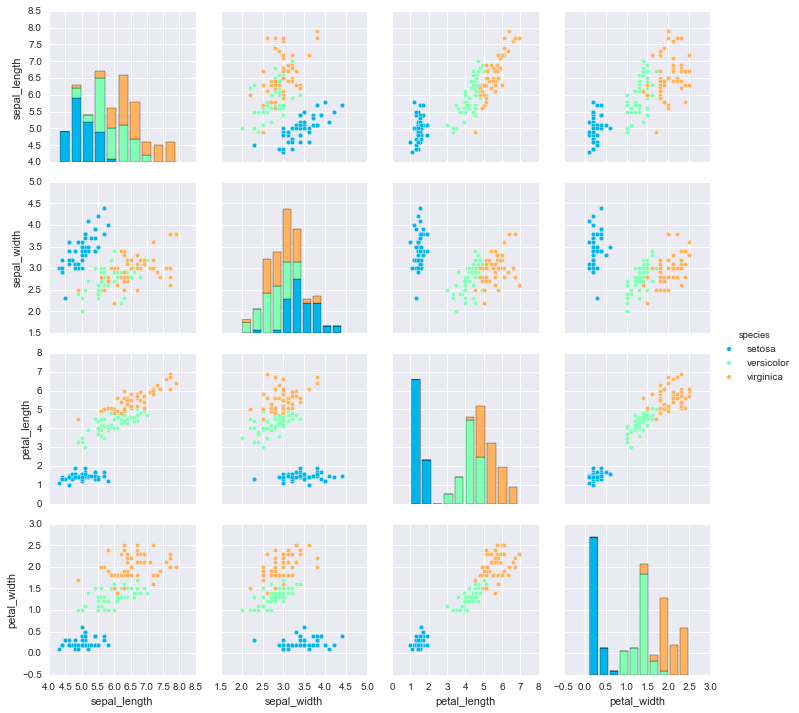 8.5
8.0
7.5
7.0
6.5
6.0
5.5
5.0
4.5
4.0
sepal_length
5.0
4.5
4.0
3.5
3.0
2.5
2.0
1.5
sepal_width
8
7
6
5
4
3
2
1
0
petal_length
3.0
2.5
2.0
1.5
1.0
0.5
0.0
−0.5
petal_width
4.0 4.5 5.0 5.5 6.0 6.5 7.0 7.5 8.0 8.5
sepal_length
1.5 2.0 2.5 3.0 3.5 4.0 4.5 5.0
sepal_width
0 1 2 3 4 5 6 7 8
petal_length
−0.5 0.0 0.5 1.0 1.5 2.0 2.5 3.0
petal_width
species
setosa
versicolor
virginica